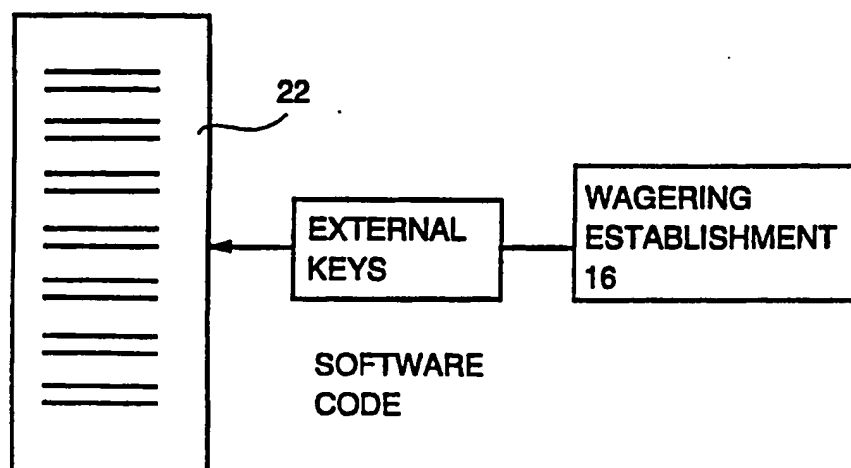 22
EXTERNAL
KEYS
WAGERING
ESTABLISHMENT
16
SOFTWARE
CODE